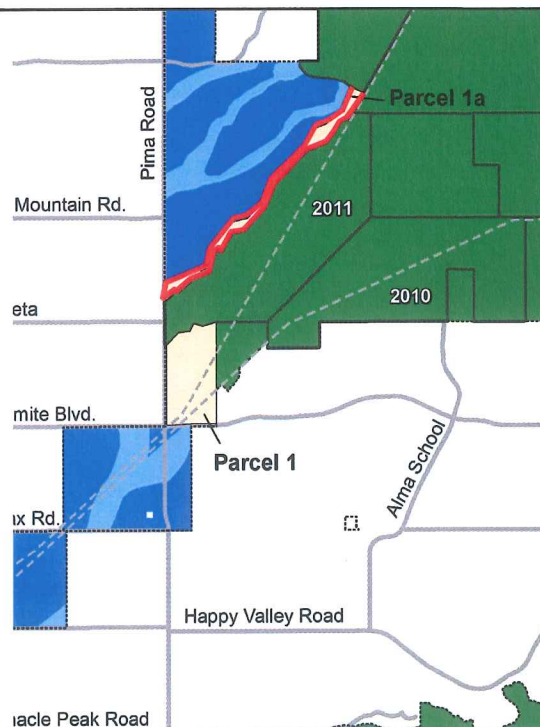 Pima Road
Parcel 1a
Mountain Rd.
2011
2010
eta
mite Blvd.
Parcel 1
Alma School
ıx Rd.
Happy Valley Road
nacle Peak Road